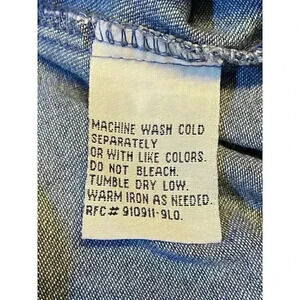 MACHINE WASH COLD
SEPARATELY
OR WITH LIKE COLORS.
DO NOT BLEACH.
TUMBLE DRY LOW.
WARM IRON AS NEEDED.
RFC# 910911-9L0.